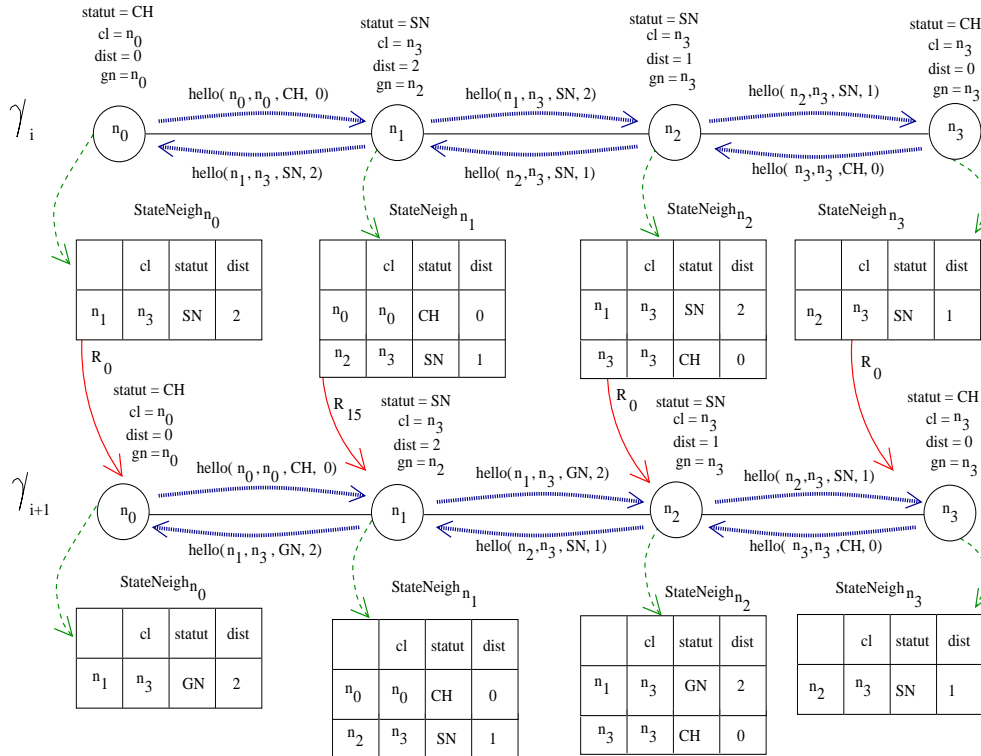 statut = CH
cl = n0
dist = 0
gn = n0
statut = SN
cl = n3
dist = 2
gn = n2
statut = SN
cl = n3
dist = 1
gn = n3
statut = CH
cl = n3
dist = 0
gn = n3
γi
n0
hello( n0, n0 , CH, 0)
hello(n1, n3 , SN, 2)
n1
hello(n1, n3, SN, 2)
hello(n2,n3, SN, 1)
n2
hello(n2,n3, SN, 1)
hello( n3,n3 ,CH, 0)
n3
StateNeighn0
cl statut dist
n1 n3 SN 2
StateNeighn1
cl statut dist
n0 n0 CH 0
n2 n3 SN 1
StateNeighn2
cl statut dist
n1 n3 SN 2
n3 n3 CH 0
StateNeighn3
cl statut dist
n2 n3 SN 1
R0
R15
R0
R0
statut = CH
cl = n0
dist = 0
gn = n0
statut = SN
cl = n3
dist = 2
gn = n2
statut = SN
cl = n3
dist = 1
gn = n3
statut = CH
cl = n3
dist = 0
gn = n3
γi+1
n0
hello( n0, n0 , CH, 0)
hello(n1 , n3 , GN, 2)
n1
hello(n1, n3, GN, 2)
hello( n2,n3 , SN, 1)
n2
hello( n2,n3, SN, 1)
hello( n3,n3 ,CH, 0)
n3
StateNeighn0
cl statut dist
n1 n3 GN 2
StateNeighn1
cl statut dist
n0 n0 CH 0
n2 n3 SN 1
StateNeighn2
cl statut dist
n1 n3 GN 2
n3 n3 CH 0
StateNeighn3
cl statut dist
n2 n3 SN 1